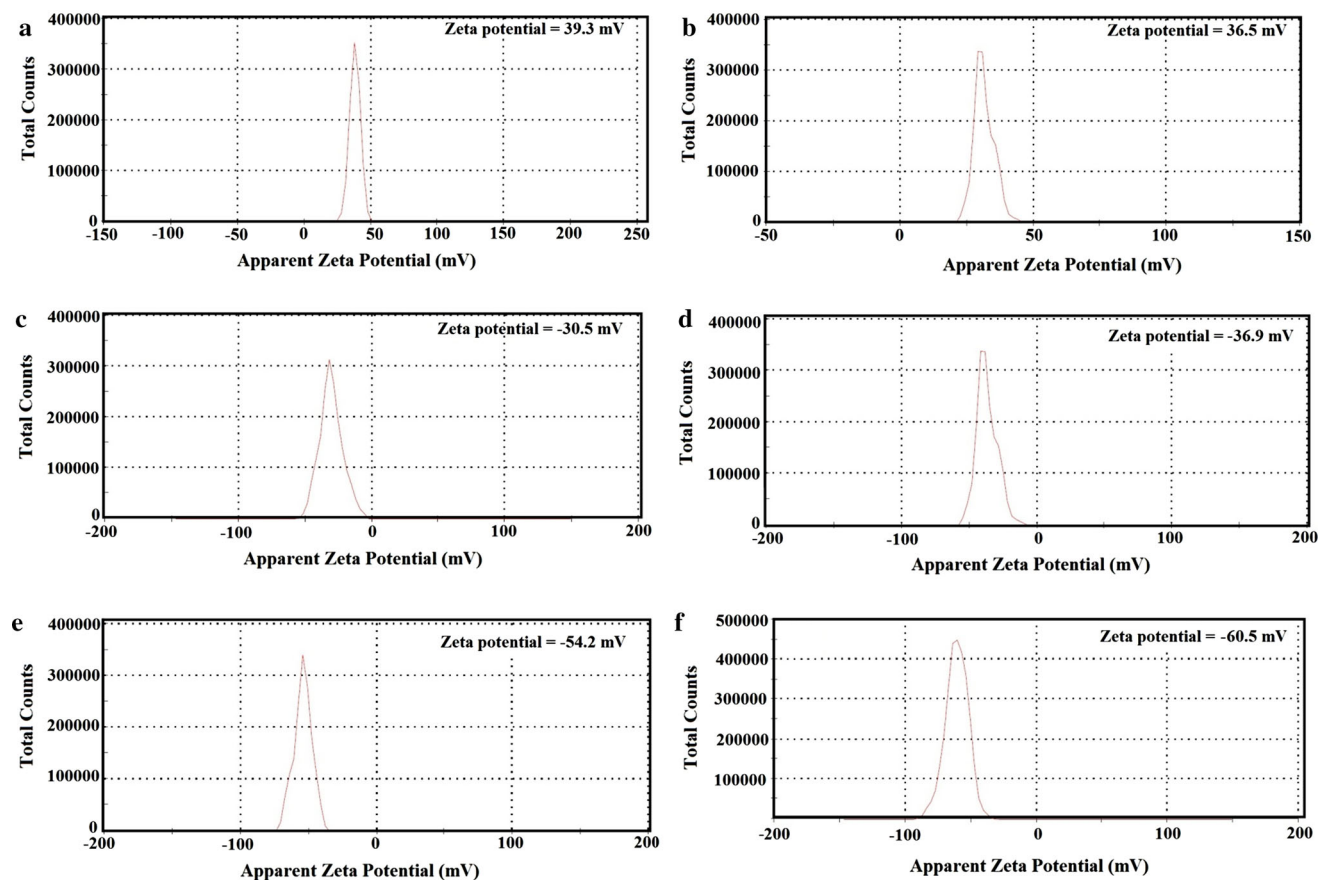 a
Zeta potential = 39.3 mV
400000
300000
200000
100000
0
Total Counts
-150 -100 -50 0 50 100 150 200 250
Apparent Zeta Potential (mV)
b
Zeta potential = 36.5 mV
400000
300000
200000
100000
0
Total Counts
-50 0 50 100 150
Apparent Zeta Potential (mV)
c
Zeta potential = -30.5 mV
400000
300000
200000
100000
0
Total Counts
-200 -100 0 100 200
Apparent Zeta Potential (mV)
d
Zeta potential = -36.9 mV
400000
300000
200000
100000
0
Total Counts
-200 -100 0 100 200
Apparent Zeta Potential (mV)
e
Zeta potential = -54.2 mV
400000
300000
200000
100000
0
Total Counts
-200 -100 0 100 200
Apparent Zeta Potential (mV)
f
Zeta potential = -60.5 mV
500000
400000
300000
200000
100000
0
Total Counts
-200 -100 0 100 200
Apparent Zeta Potential (mV)